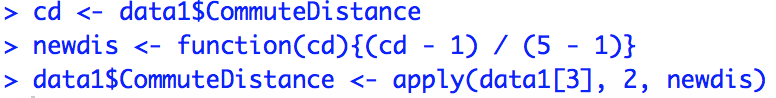 > cd <- data1$CommuteDistance
> newdis <- function(cd){(cd - 1) / (5 - 1)}
> data1$CommuteDistance <- apply(data1[3], 2, newdis)